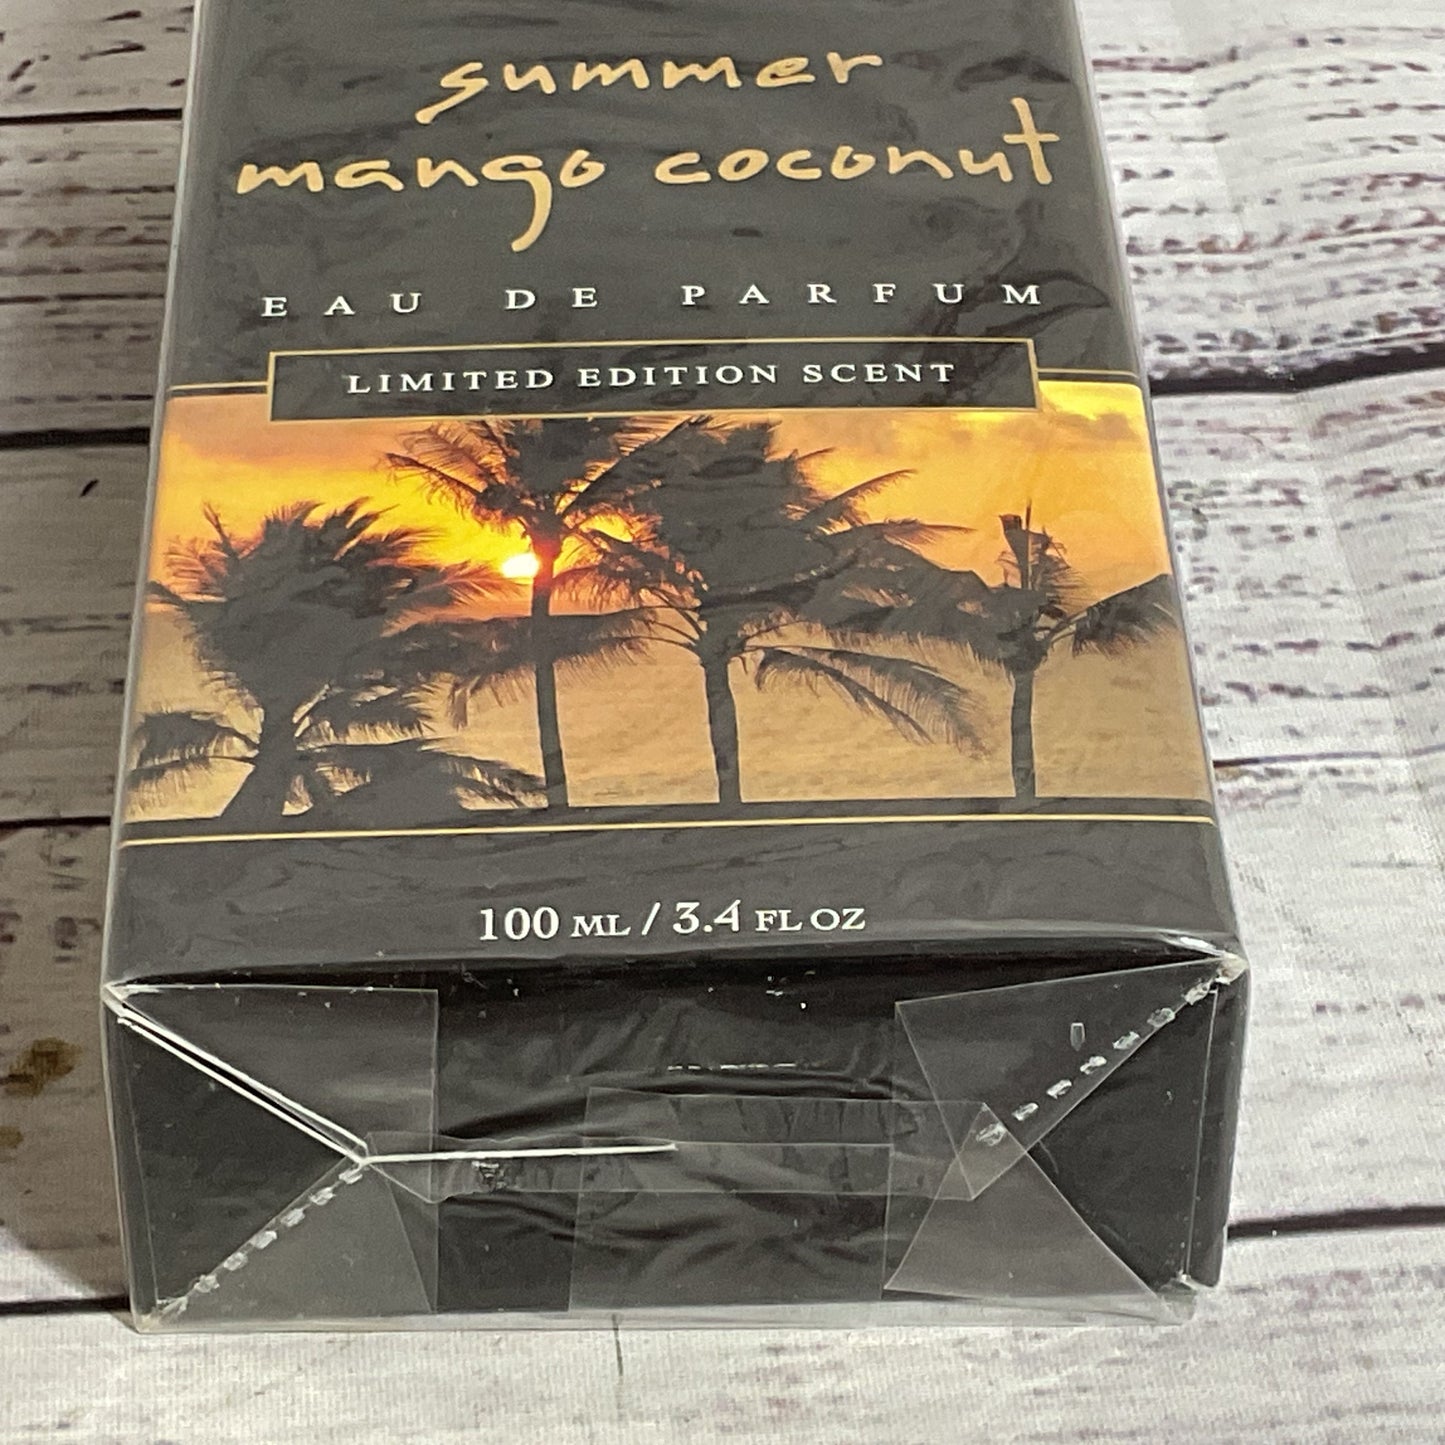 summer
mango coconut
EAU DE PARFUM
LIMITED EDITION SCENT
100 ML / 3.4 FL OZ